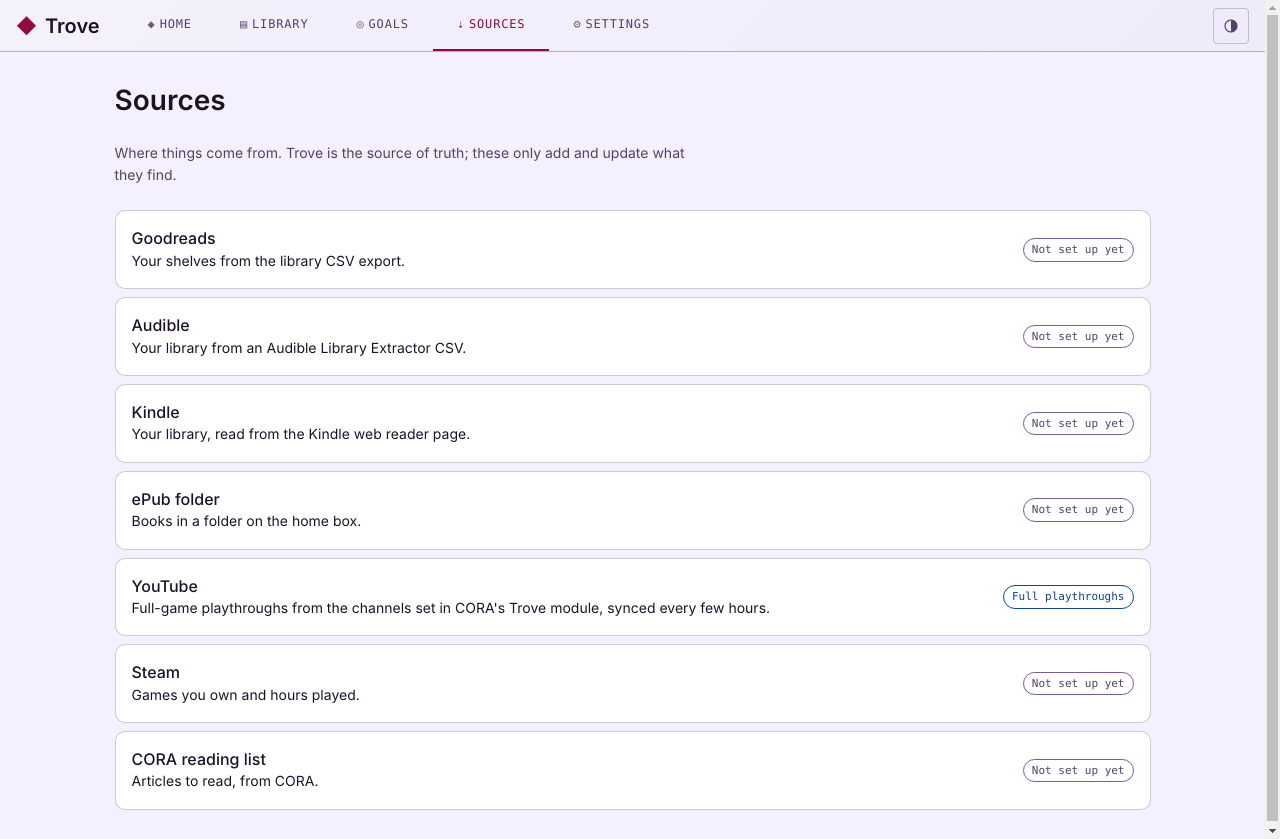 Trove
HOME
LIBRARY
GOALS
SOURCES
SETTINGS
Sources
Where things come from. Trove is the source of truth; these only add and update what
they find.
Goodreads
Your shelves from the library CSV export.
Not set up yet
Audible
Your library from an Audible Library Extractor CSV.
Not set up yet
Kindle
Your library, read from the Kindle web reader page.
Not set up yet
ePub folder
Books in a folder on the home box.
Not set up yet
YouTube
Full-game playthroughs from the channels set in CORA's Trove module, synced every few hours.
Full playthroughs
Steam
Games you own and hours played.
Not set up yet
CORA reading list
Articles to read, from CORA.
Not set up yet